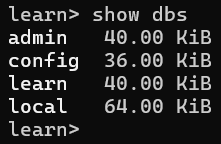 learn> show dbs
admin   40.00 KiB
config  36.00 KiB
learn   40.00 KiB
local   64.00 KiB
learn>